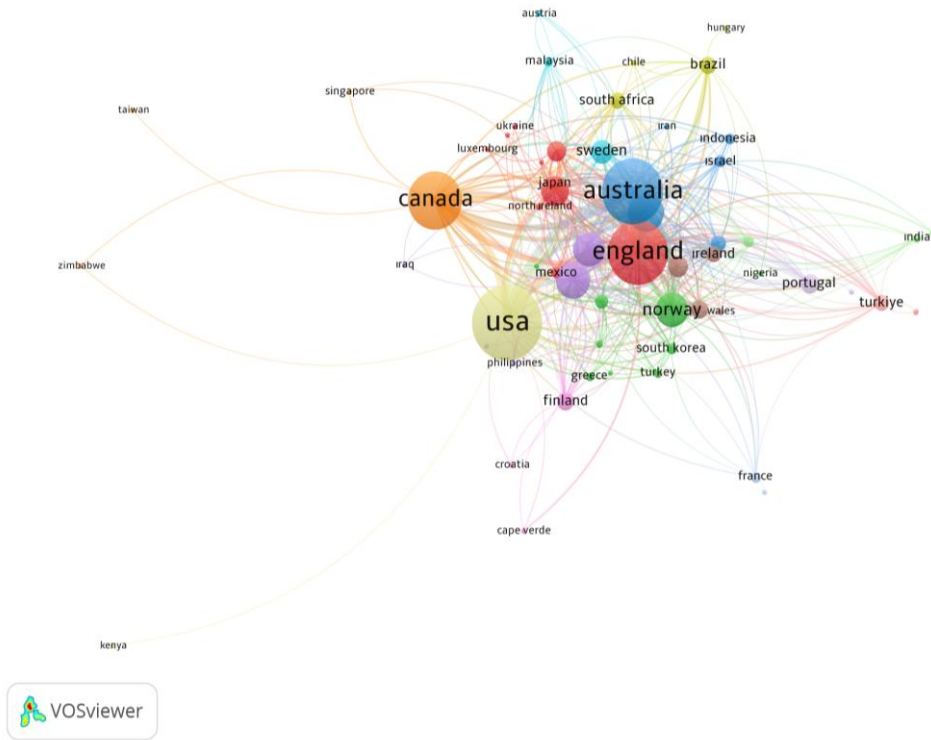 austria
hungary
malaysia
chile
brazil
singapore
south africa
taiwan
ukraine
iran
indonesia
luxembourg
sweden
israel
japan
australia
canada
north ireland
india
england
ireland
zimbabwe
iraq
mexico
nigeria
portugal
turkiye
norway
wales
usa
south korea
philippines
greece
turkey
finland
croatia
france
cape verde
kenya
VOSviewer